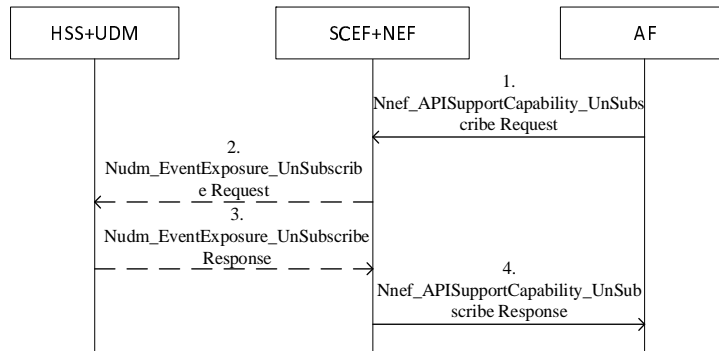 HSS+UDM
SCEF+NEF
AF
1.
Nnef_APISupportCapability_UnSubs
cribe Request
2.
Nudm_EventExposure_UnSubscrib
e Request
3.
Nudm_EventExposure_UnSubscribe
Response
4.
Nnef_APISupportCapability_UnSub
scribe Response